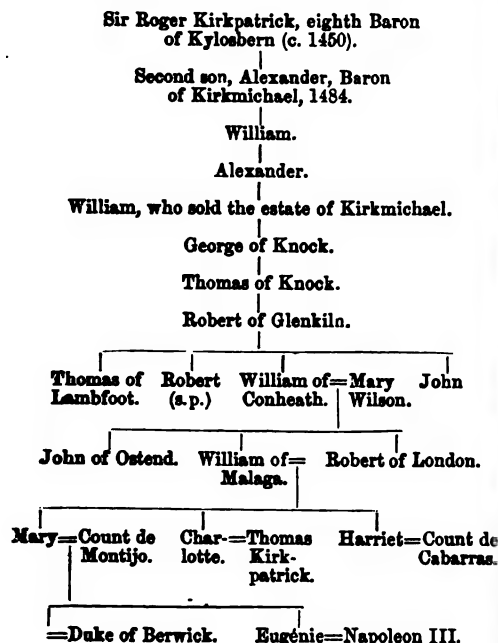 Sir Roger Kirkpatrick, eighth Baron
of Kylosbern (c. 1450).
Second son, Alexander, Baron
of Kirkmichael, 1484.
William.
Alexander.
William, who sold the estate of Kirkmichael.
George of Knock.
Thomas of Knock.
Robert of Glenkiln.
Thomas of Robert William of=Mary John
Lambfoot. (s.p.) Conheath. Wilson.
John of Ostend. William of= Robert of London.
Malaga.
Mary=Count de Char-=Thomas Harriet=Count de
Montijo. lotte. Kirk- Cabarras.
patrick.
=Duke of Berwick. Eugénie=Napoleon III.